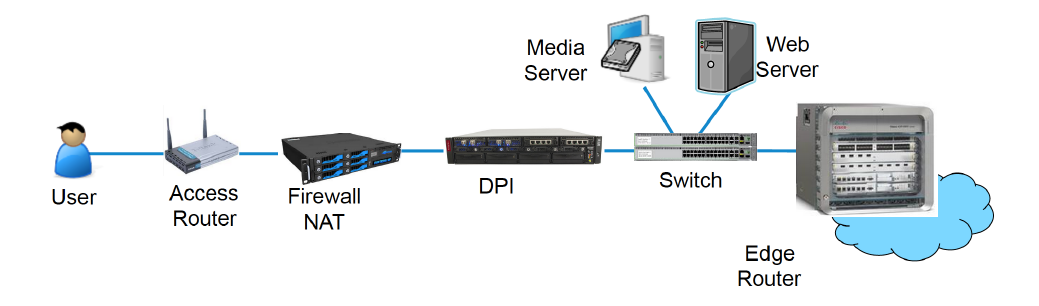 Media
Server
Web
Server
User
Access
Router
Firewall
NAT
DPI
Switch
Edge
Router